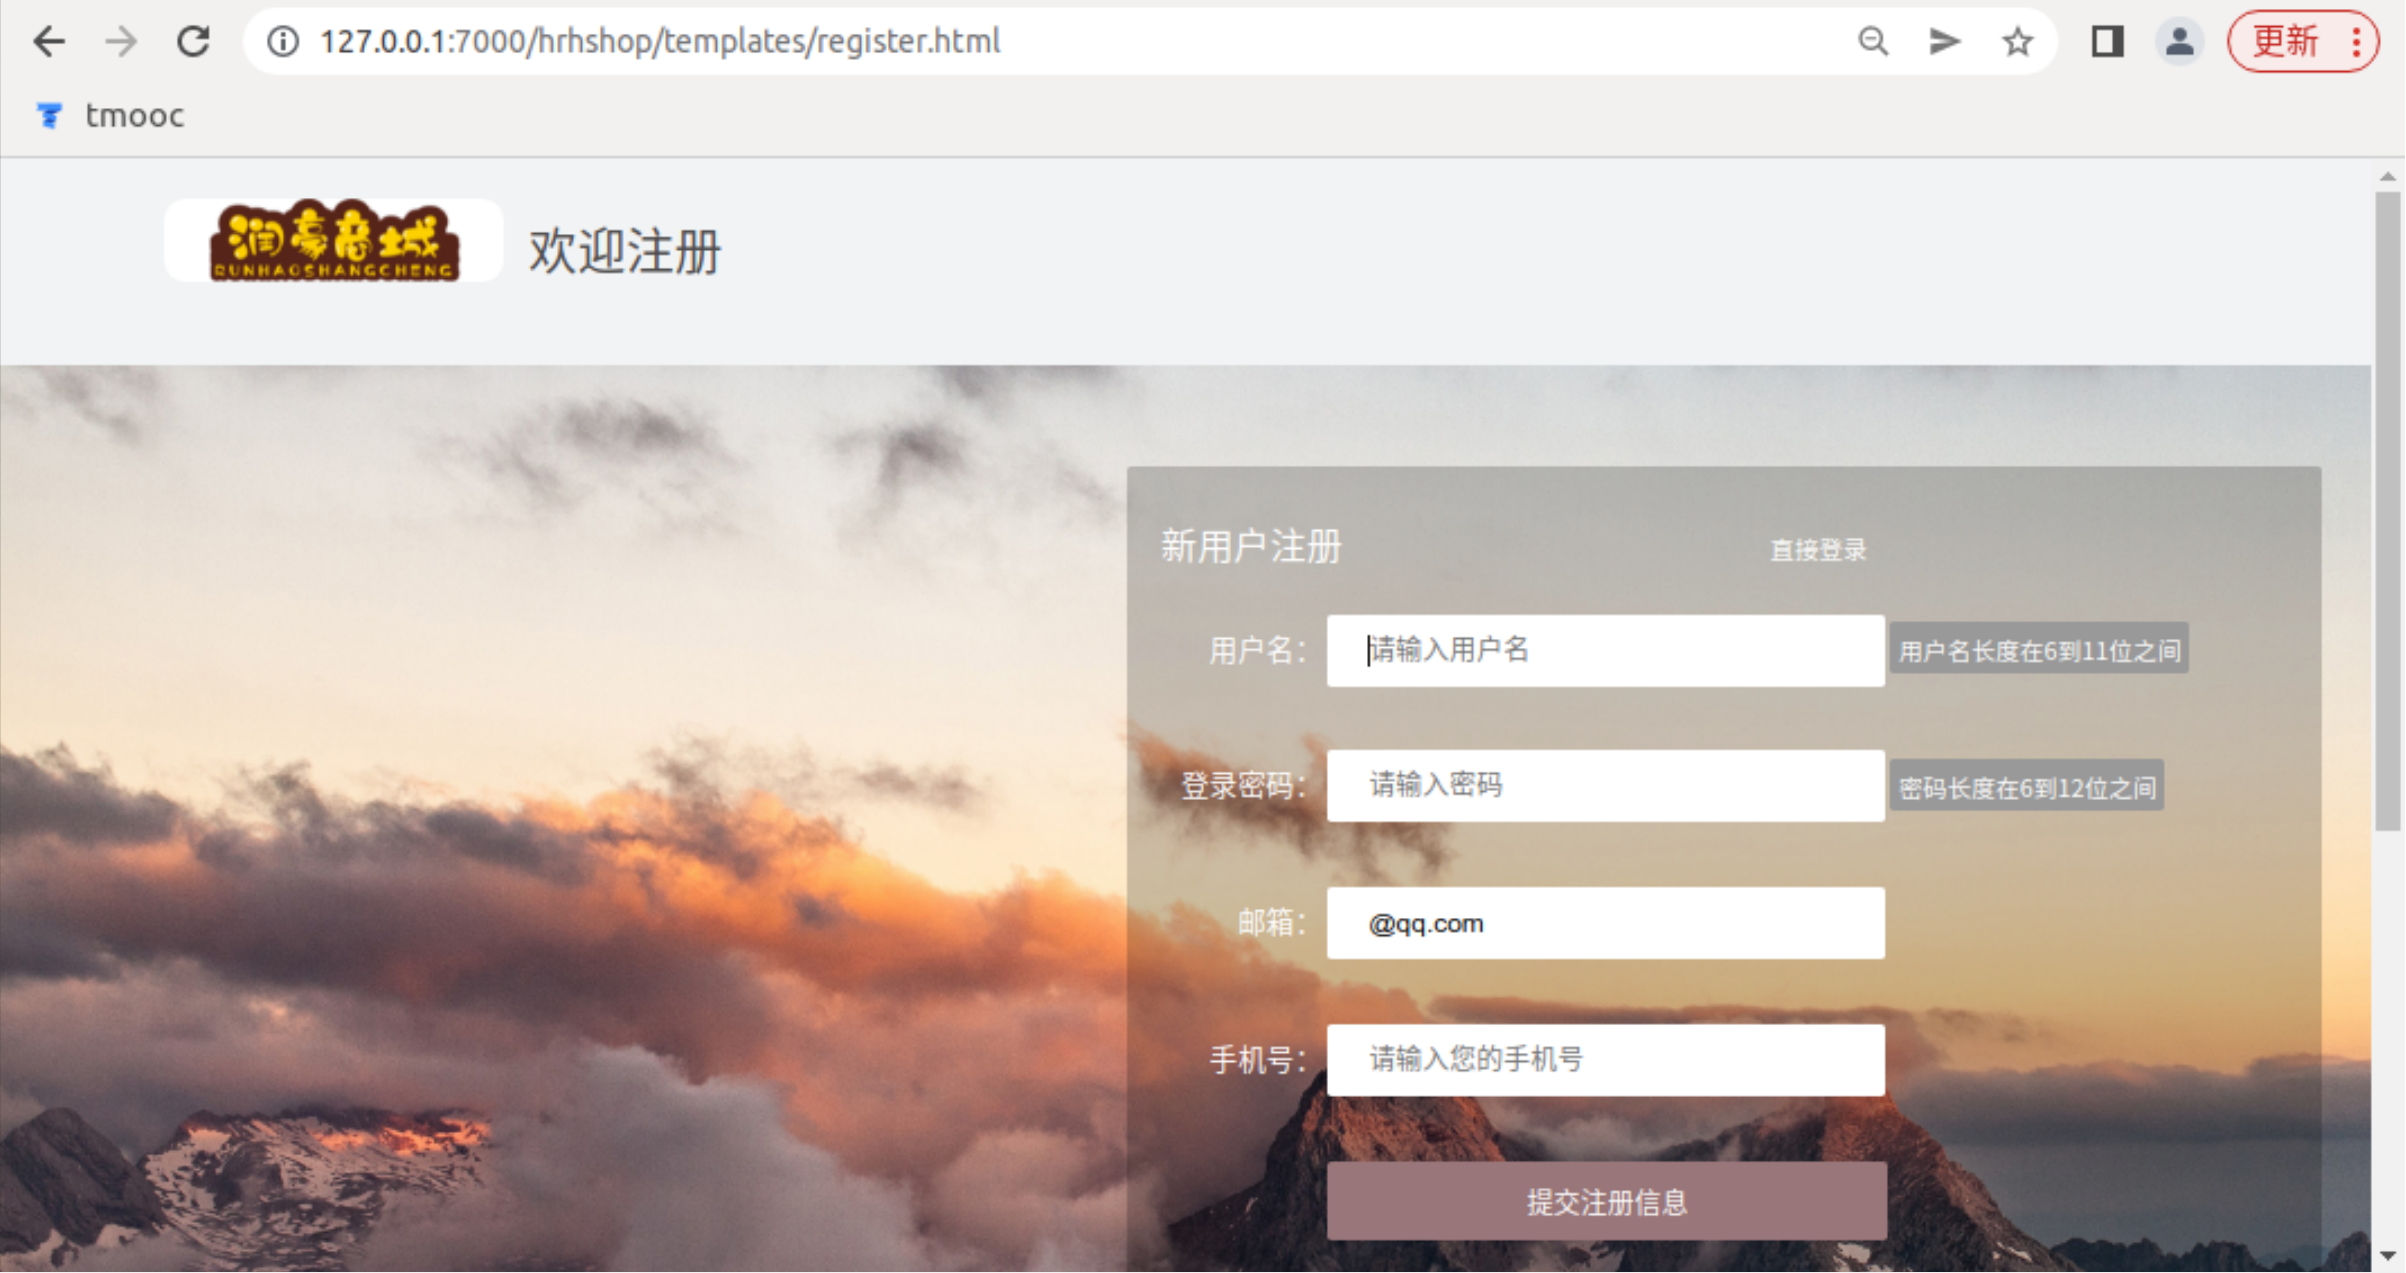 127.0.0.1:7000/hrhshop/templates/register.html
更新
tmooc
润豪商城
RUNHAOSHANGCHENG
欢迎注册
新用户注册
直接登录
用户名：
请输入用户名
用户名长度在6到11位之间
登录密码：
请输入密码
密码长度在6到12位之间
邮箱：
@qq.com
手机号：
请输入您的手机号
提交注册信息